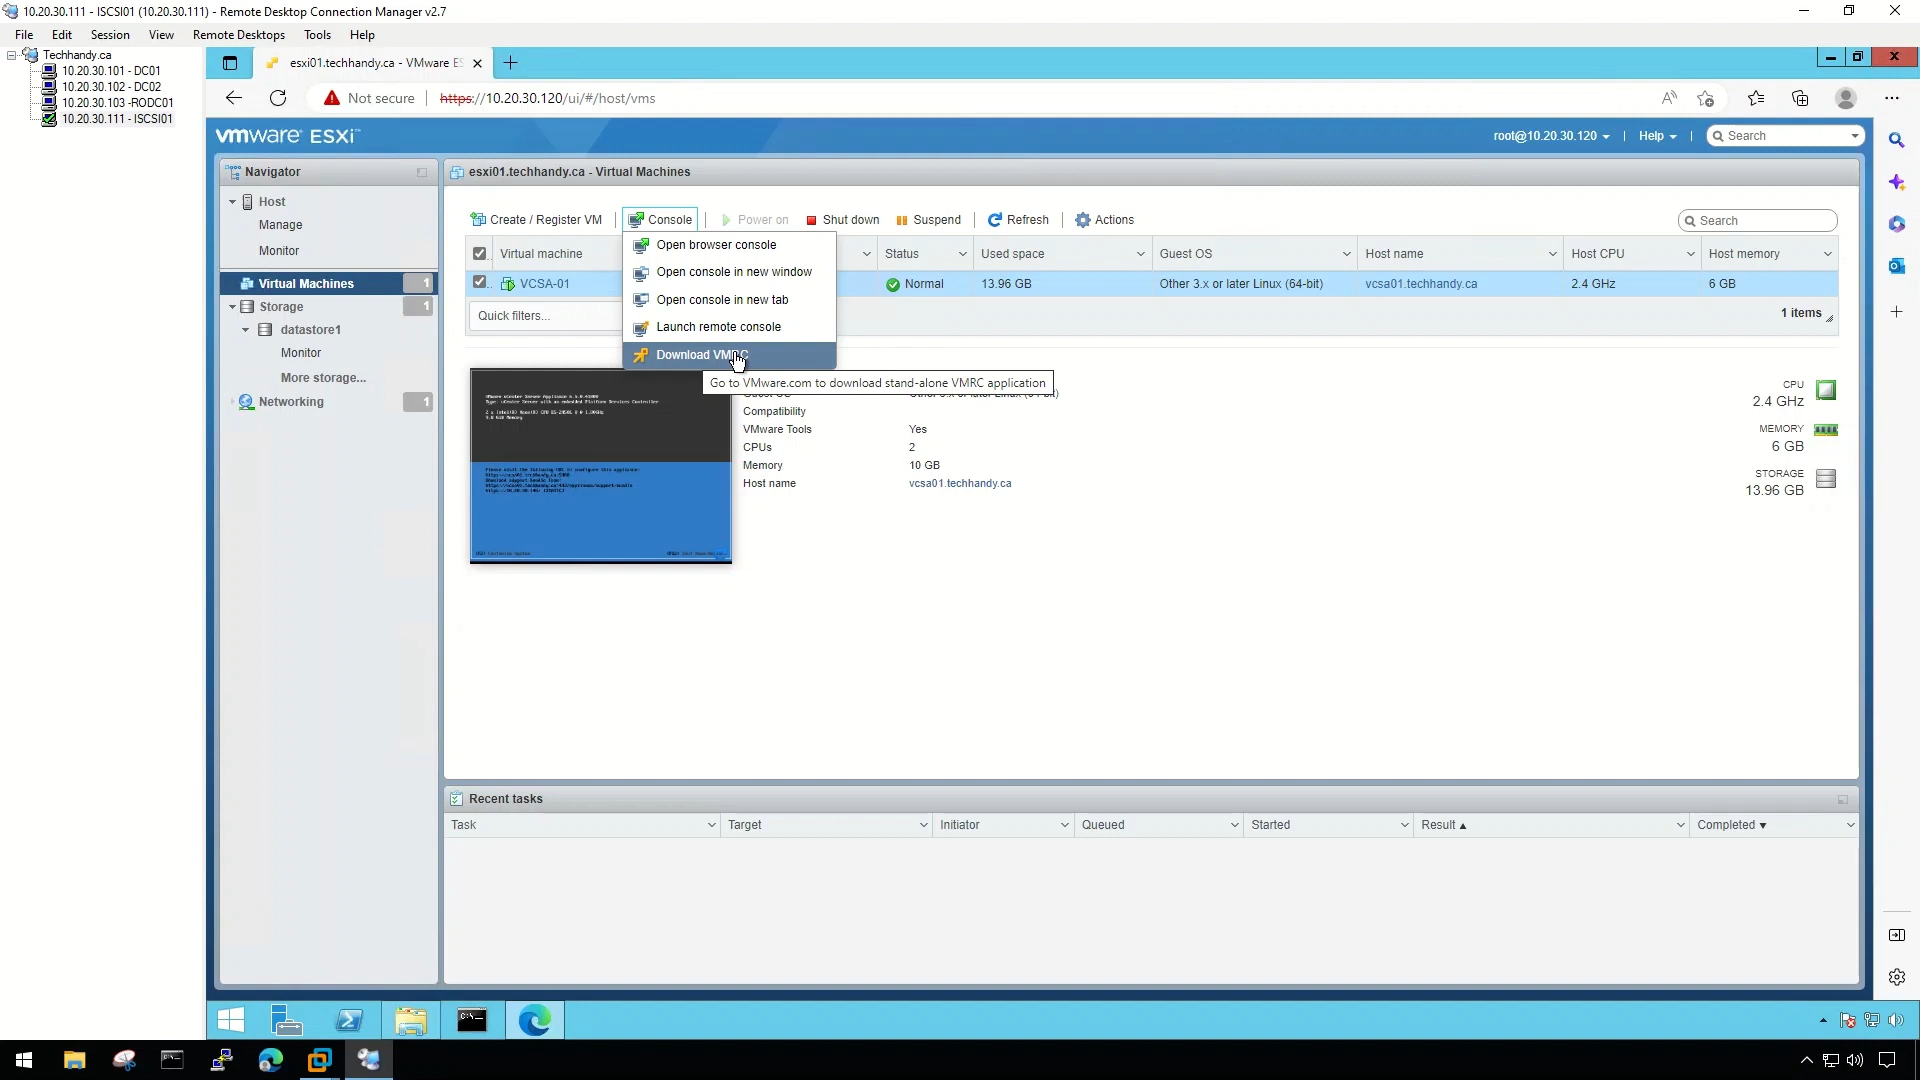 10.20.30.111 - ISCSI01 (10.20.30.111) - Remote Desktop Connection Manager v2.7
File Edit Session View Remote Desktops Tools Help
Techhandy.ca
10.20.30.101 - DC01
10.20.30.102 - DC02
10.20.30.103 -RODC01
10.20.30.111 - ISCSI01
esxi01.techhandy.ca - VMware ES
Not secure https://10.20.30.120/ui/#/host/vms
vmware ESXi™
root@10.20.30.120 Help Search
Navigator
Host
Manage
Monitor
Virtual Machines 1
Storage 1
datastore1
Monitor
More storage...
Networking 1
esxi01.techhandy.ca - Virtual Machines
Create / Register VM Console Power on Shut down Suspend Refresh Actions Search
Virtual machine Status Used space Guest OS Host name Host CPU Host memory
VCSA-01 Normal 13.96 GB Other 3.x or later Linux (64-bit) vcsa01.techhandy.ca 2.4 GHz 6 GB
Quick filters... 1 items
Open browser console
Open console in new window
Open console in new tab
Launch remote console
Download VMRC
Go to VMware.com to download stand-alone VMRC application
Compatibility
VMware Tools Yes
CPUs 2
Memory 10 GB
Host name vcsa01.techhandy.ca
CPU
2.4 GHz
MEMORY
6 GB
STORAGE
13.96 GB
Recent tasks
Task Target Initiator Queued Started Result ▲ Completed ▼